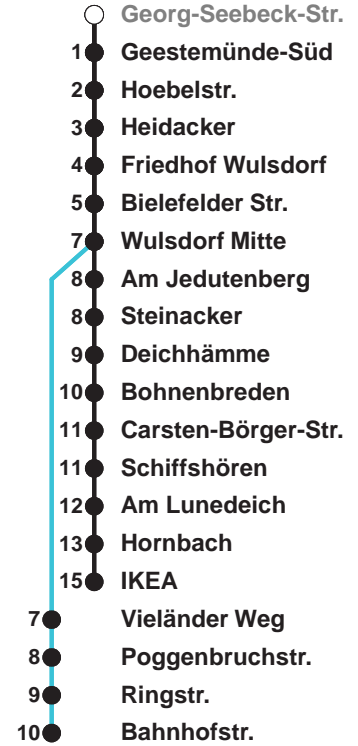 Georg-Seebeck-Str.
1 Geestemünde-Süd
2 Hoebelstr.
3 Heidacker
4 Friedhof Wulsdorf
5 Bielefelder Str.
7 Wulsdorf Mitte
8 Am Jedutenberg
8 Steinacker
9 Deichhämme
10 Bohnenbreden
11 Carsten-Börger-Str.
11 Schiffshören
12 Am Lunedeich
13 Hornbach
15 IKEA
7 Vieländer Weg
8 Poggenbruchstr.
9 Ringstr.
10 Bahnhofstr.